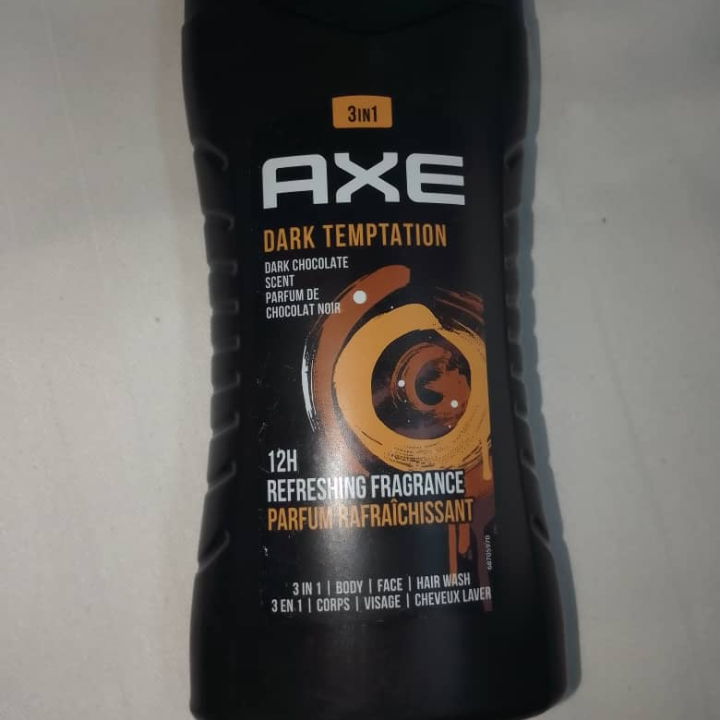 3IN1
AXE
DARK TEMPTATION
DARK CHOCOLATE
SCENT
PARFUM DE
CHOCOLAT NOIR
12H
REFRESHING FRAGRANCE
PARFUM RAFRAÎCHISSANT
68705970
3 IN 1 | BODY | FACE | HAIR WASH
3 EN 1 | CORPS | VISAGE | CHEVEUX LAVER